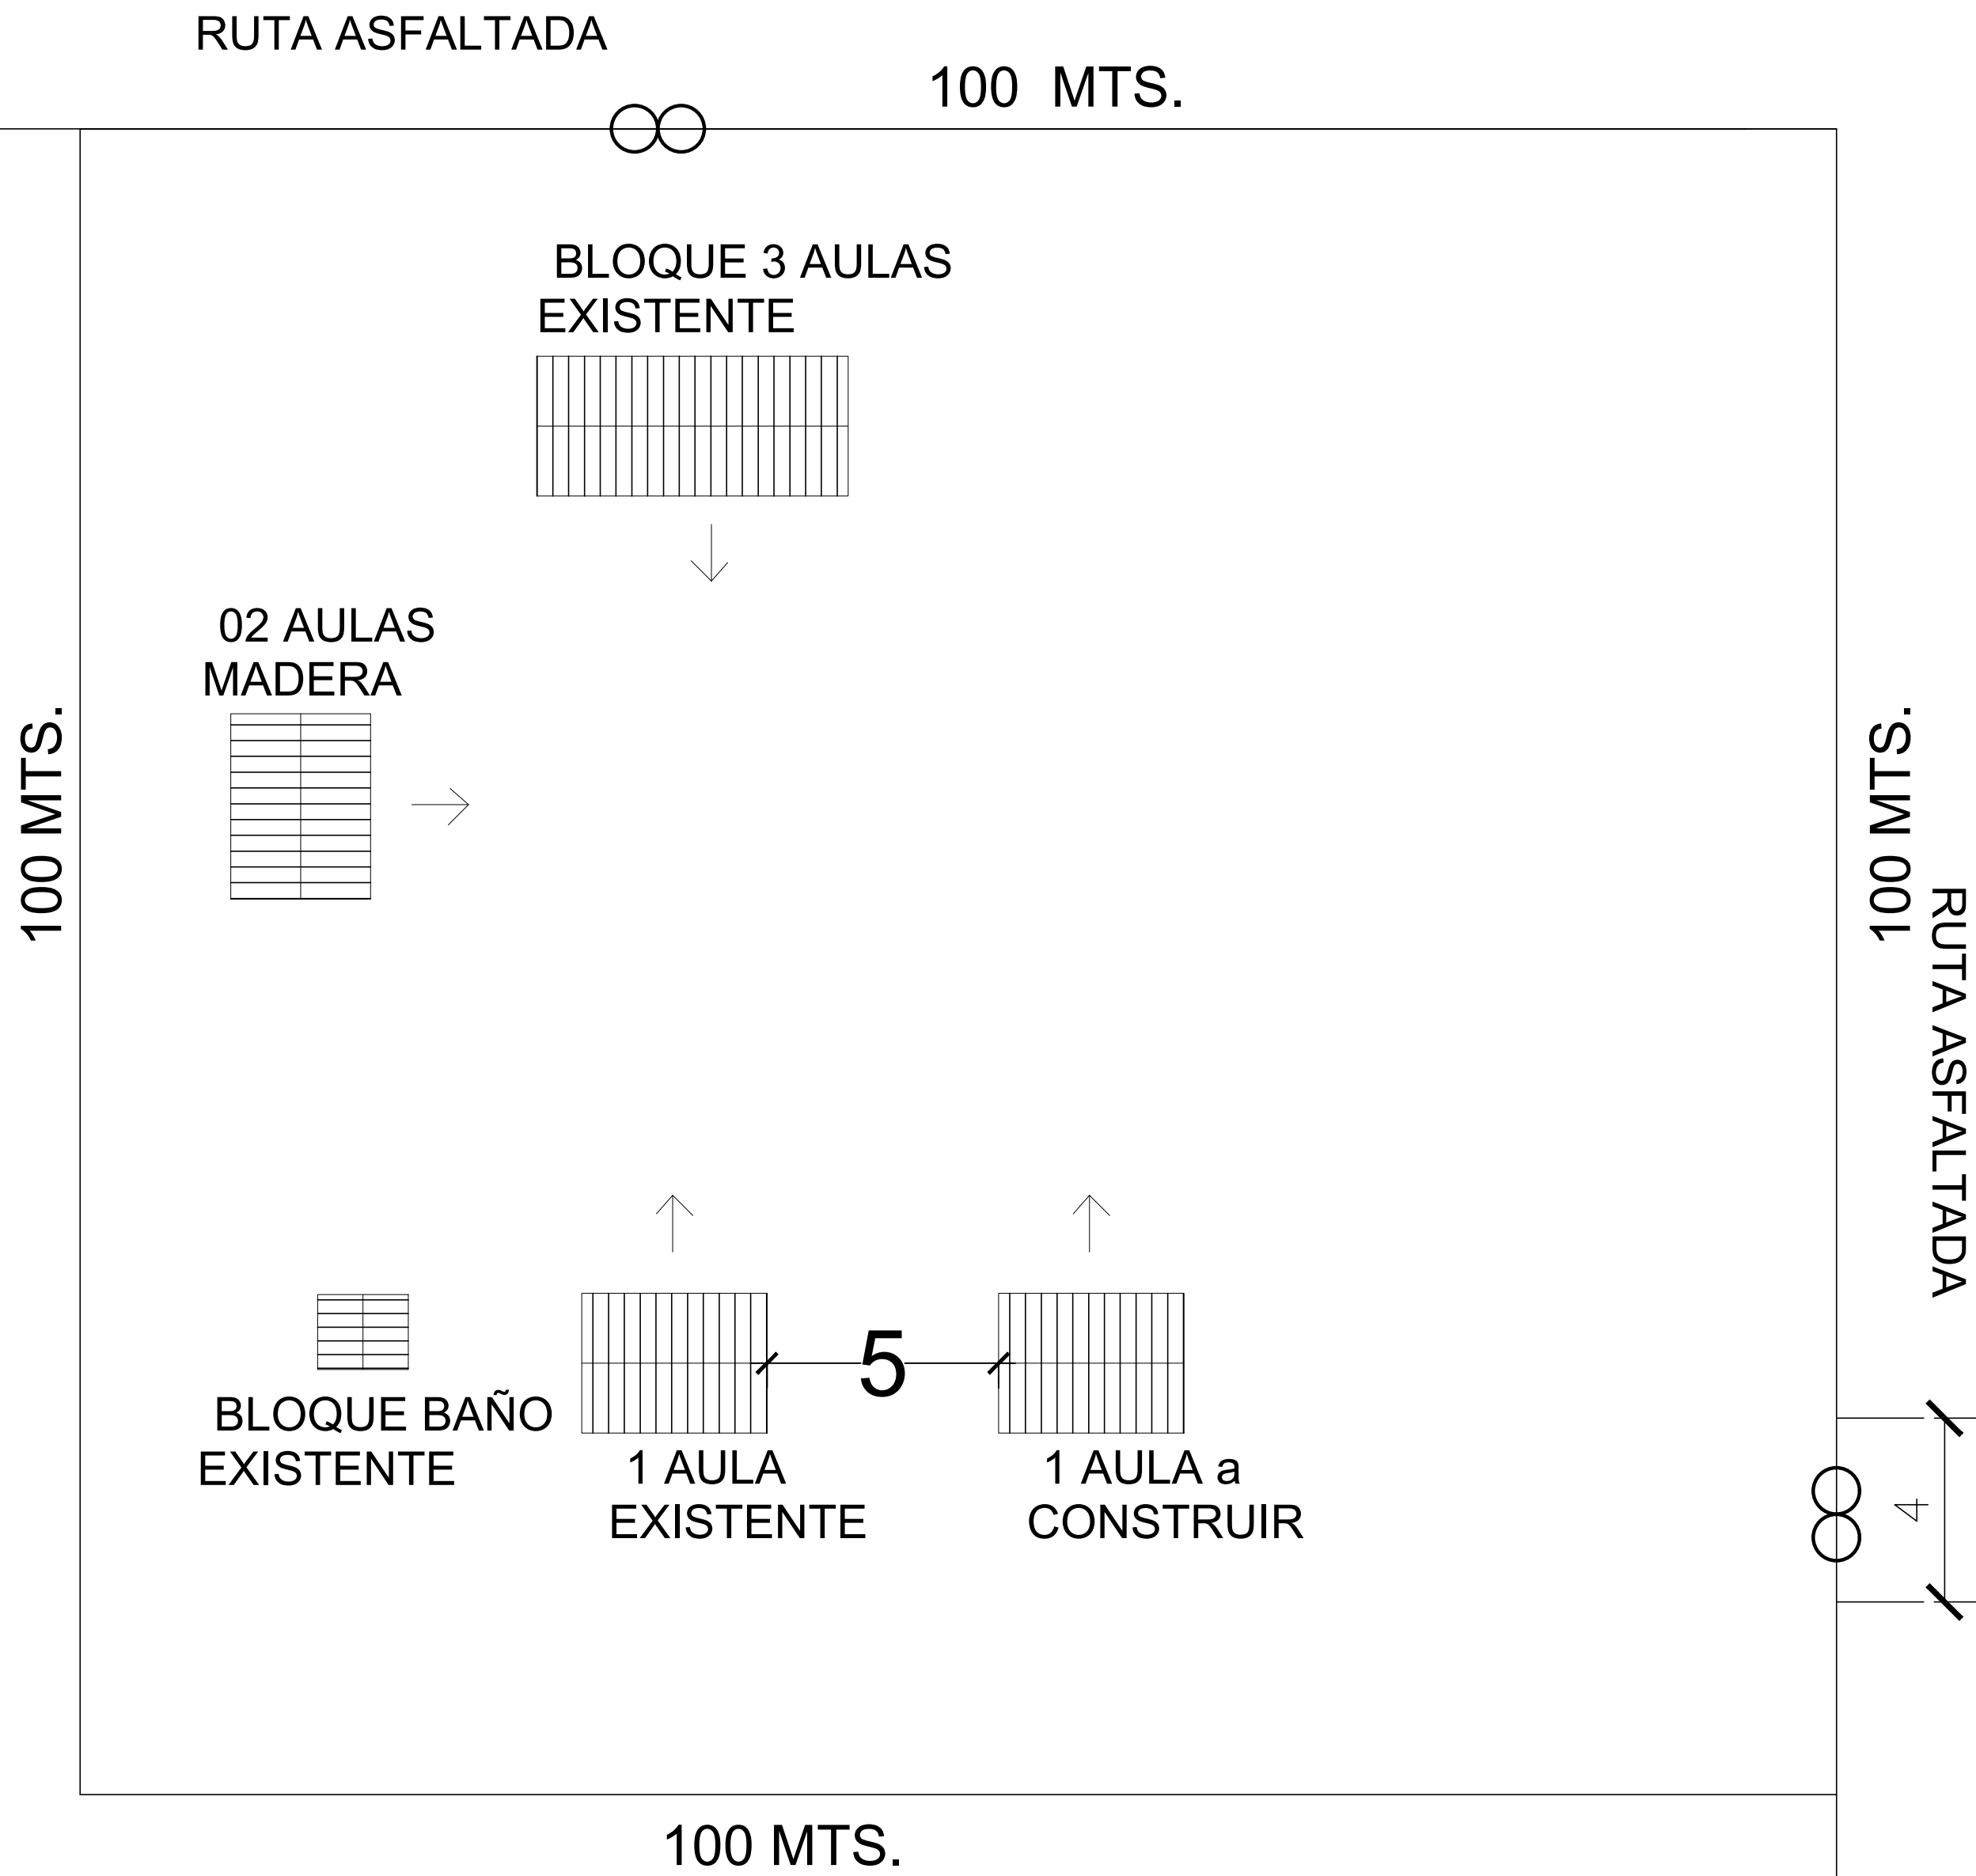 RUTA ASFALTADA
100 MTS.
BLOQUE 3 AULAS
EXISTENTE
02 AULAS
MADERA
100 MTS.
100 MTS.
RUTA ASFALTADA
5
BLOQUE BAÑO
EXISTENTE
1 AULA
EXISTENTE
1 AULA a
CONSTRUIR
4
100 MTS.